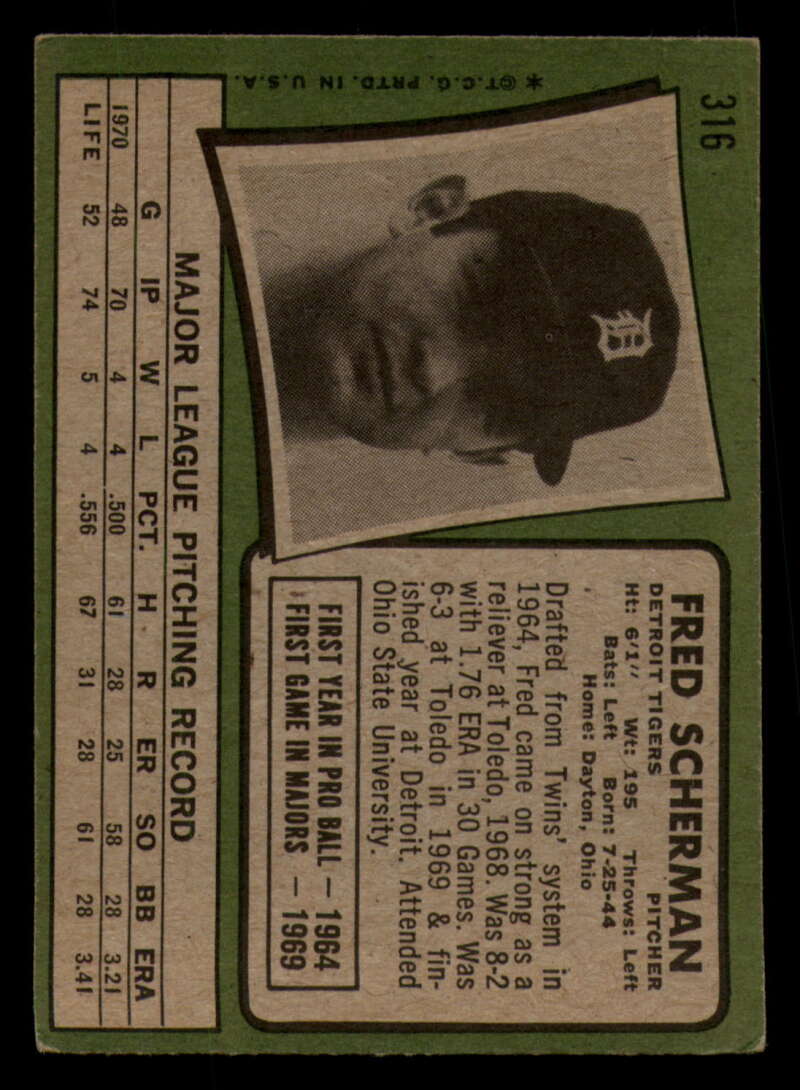 316
*©T.C.G. PRTD. IN U.S.A.
D
FRED SCHERMAN
DETROIT TIGERS PITCHER
Ht: 6'1" Wt: 195 Throws: Left
Bats: Left Born: 7-25-44
Home: Dayton, Ohio
Drafted from Twins' system in
1964, Fred came on strong as a
reliever at Toledo, 1968. Was 8-2
with 1.76 ERA in 30 Games. Was
6-3 at Toledo in 1969 & fin-
ished year at Detroit. Attended
Ohio State University.
FIRST YEAR IN PRO BALL — 1964
FIRST GAME IN MAJORS — 1969
MAJOR LEAGUE PITCHING RECORD
G IP W L PCT. H R ER SO BB ERA
1970 48 70 4 4 .500 61 28 25 58 28 3.21
LIFE 52 74 5 4 .556 67 31 28 61 28 3.41